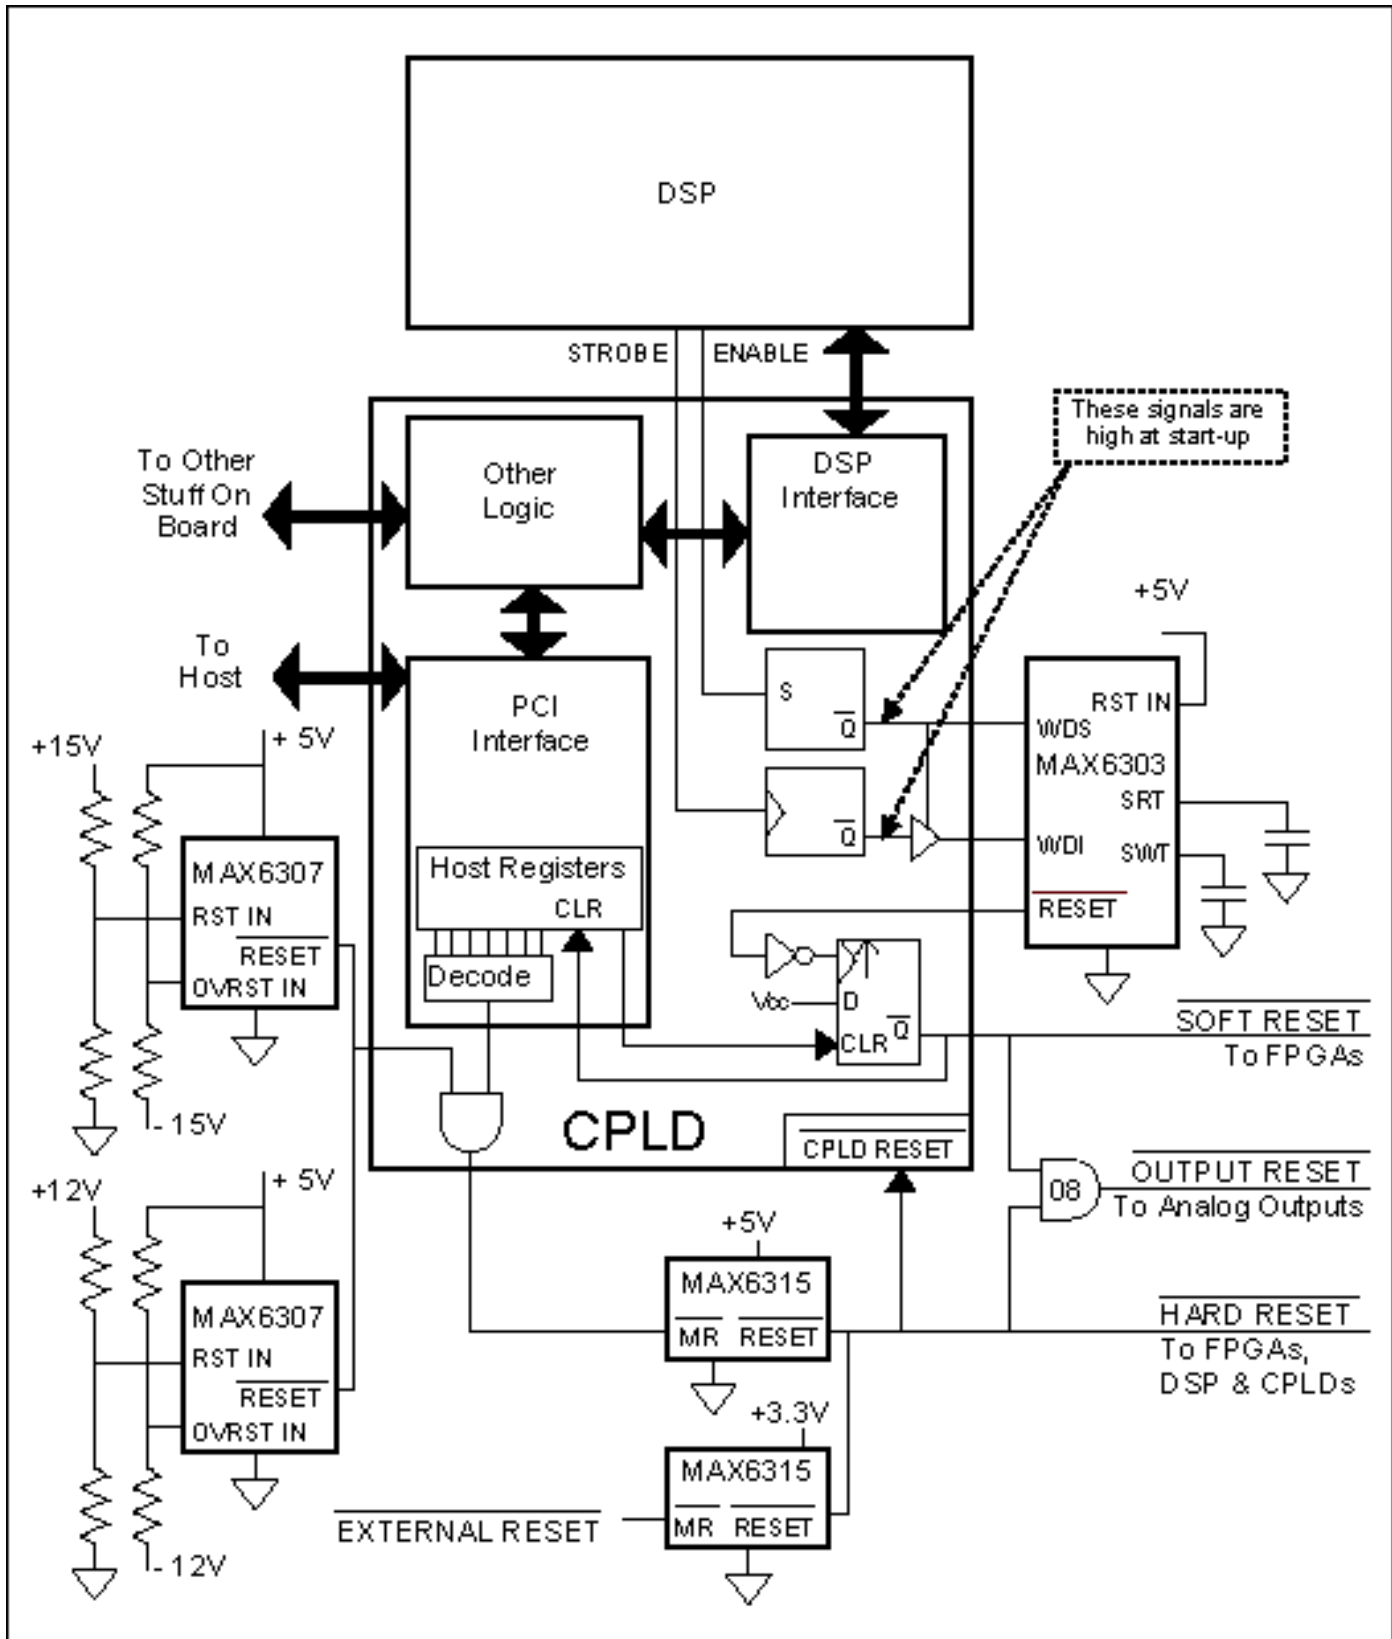 DSP
STROBE
ENABLE
These signals are
high at start-up
To Other
Stuff On
Board
Other
Logic
DSP
Interface
+5V
To
Host
PCI
Interface
S
Q
RST IN
WDS
MAX6303
SRT
WDI
SWT
RESET
Q
+15V
+ 5V
MAX6307
RST IN
RESET
OVRST IN
- 15V
Host Registers
CLR
Decode
Vcc
D
CLR
Q
SOFT RESET
To FPGAs
CPLD
CPLD RESET
08
OUTPUT RESET
To Analog Outputs
+12V
+ 5V
MAX6307
RST IN
RESET
OVRST IN
- 12V
+5V
MAX6315
MR RESET
HARD RESET
To FPGAs,
DSP & CPLDs
+3.3V
MAX6315
MR RESET
EXTERNAL RESET